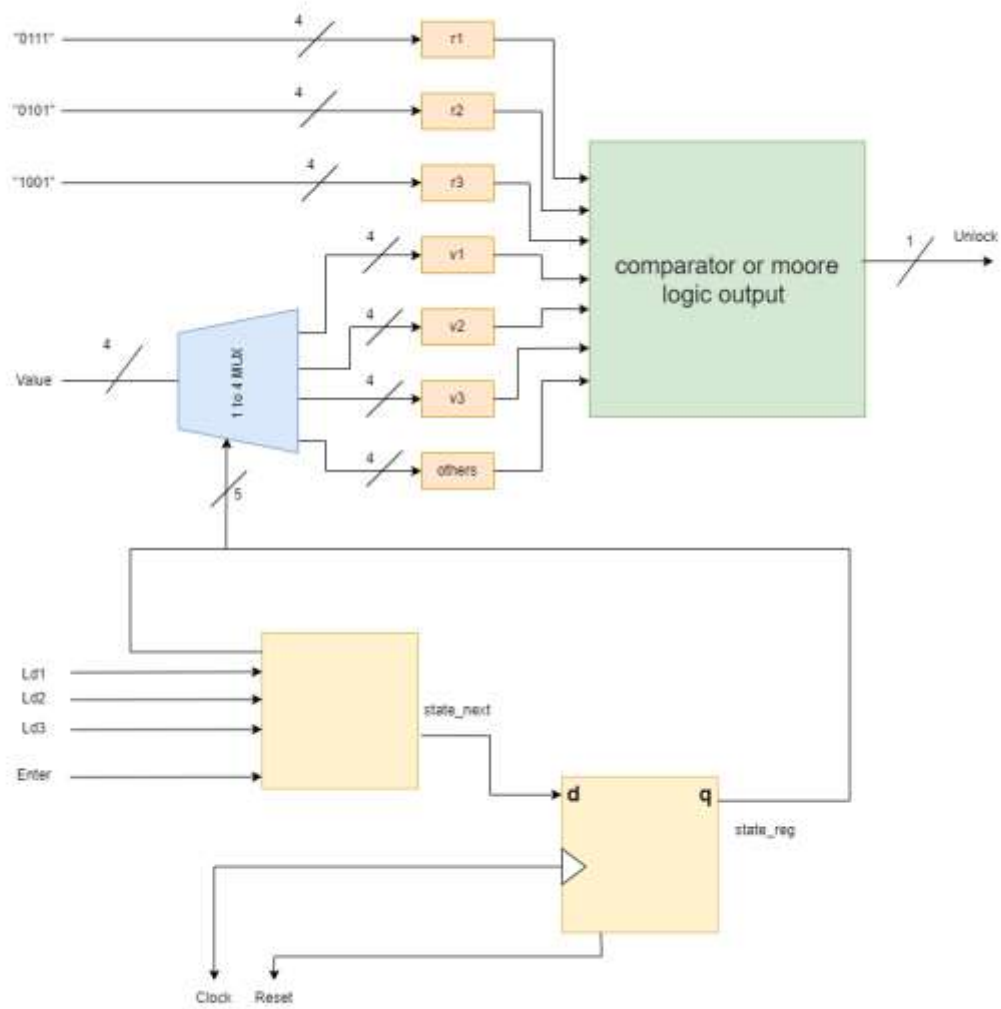 4
"0111"
r1
4
"0101"
r2
4
"1001"
r3
4
v1
1
Unlock
comparator or moore
logic output
4
v2
4
Value
1 to 4 MUX
4
v3
4
others
5
Ld1
Ld2
Ld3
Enter
state_next
d
q
state_reg
Clock
Reset